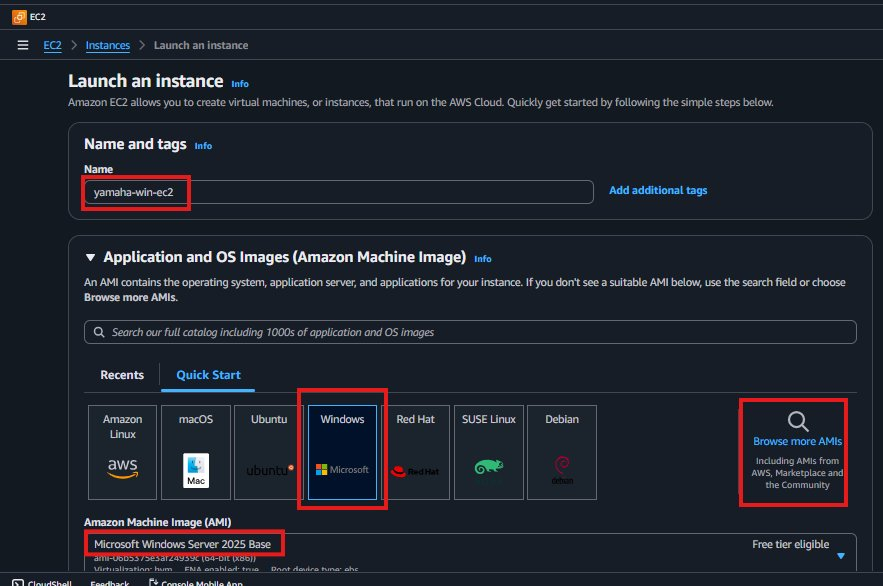 EC2
EC2 > Instances > Launch an instance
Launch an instance Info
Amazon EC2 allows you to create virtual machines, or instances, that run on the AWS Cloud. Quickly get started by following the simple steps below.
Name and tags Info
Name
yamaha-win-ec2
Add additional tags
Application and OS Images (Amazon Machine Image) Info
An AMI contains the operating system, application server, and applications for your instance. If you don't see a suitable AMI below, use the search field or choose
Browse more AMIs.
Search our full catalog including 1000s of application and OS images
Recents
Quick Start
Amazon
Linux
aws
macOS
Mac
Ubuntu
ubuntu
Windows
Microsoft
Red Hat
Red Hat
SUSE Linux
Debian
debian
Browse more AMIs
Including AMIs from
AWS, Marketplace and
the Community
Amazon Machine Image (AMI)
Microsoft Windows Server 2025 Base
Free tier eligible
(64-bit (x86))
Virtualization: hvm ENA enabled: true Root device type: ebs
CloudShell Feedback Console Mobile App